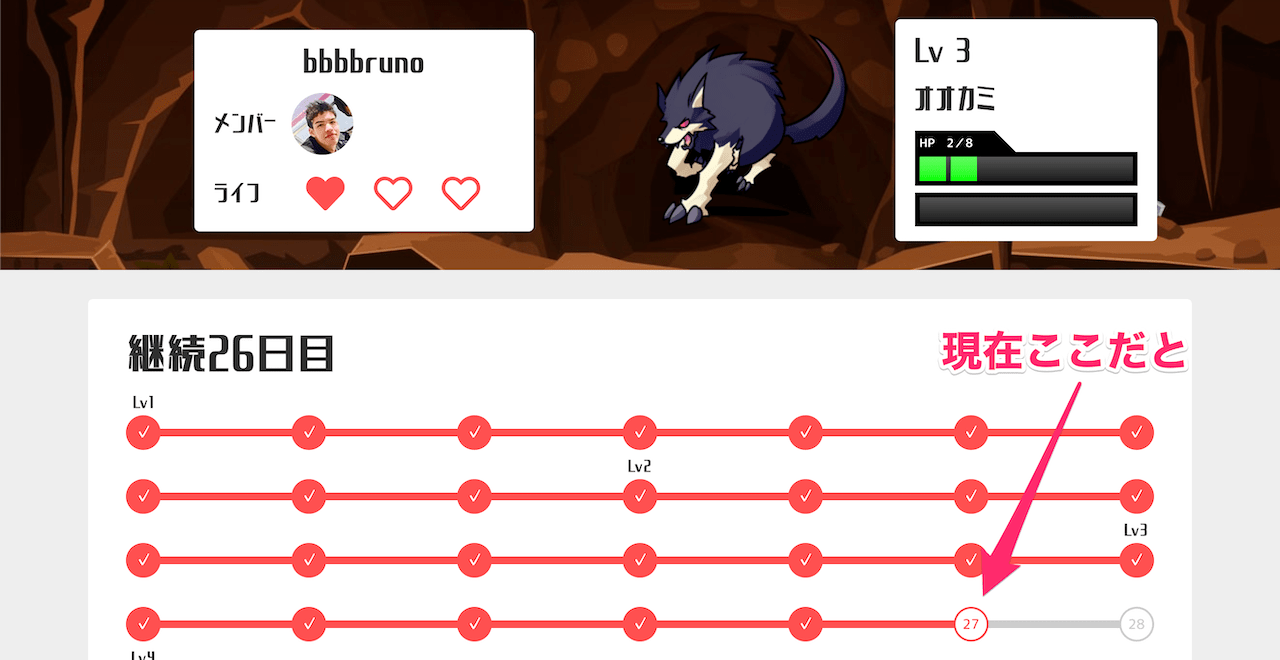 bbbbruno
メンバー
ライフ
Lv 3
オオカミ
HP 2/8
継続26日目
現在ここだと
Lv1
Lv2
Lv3
27
28
Lv4